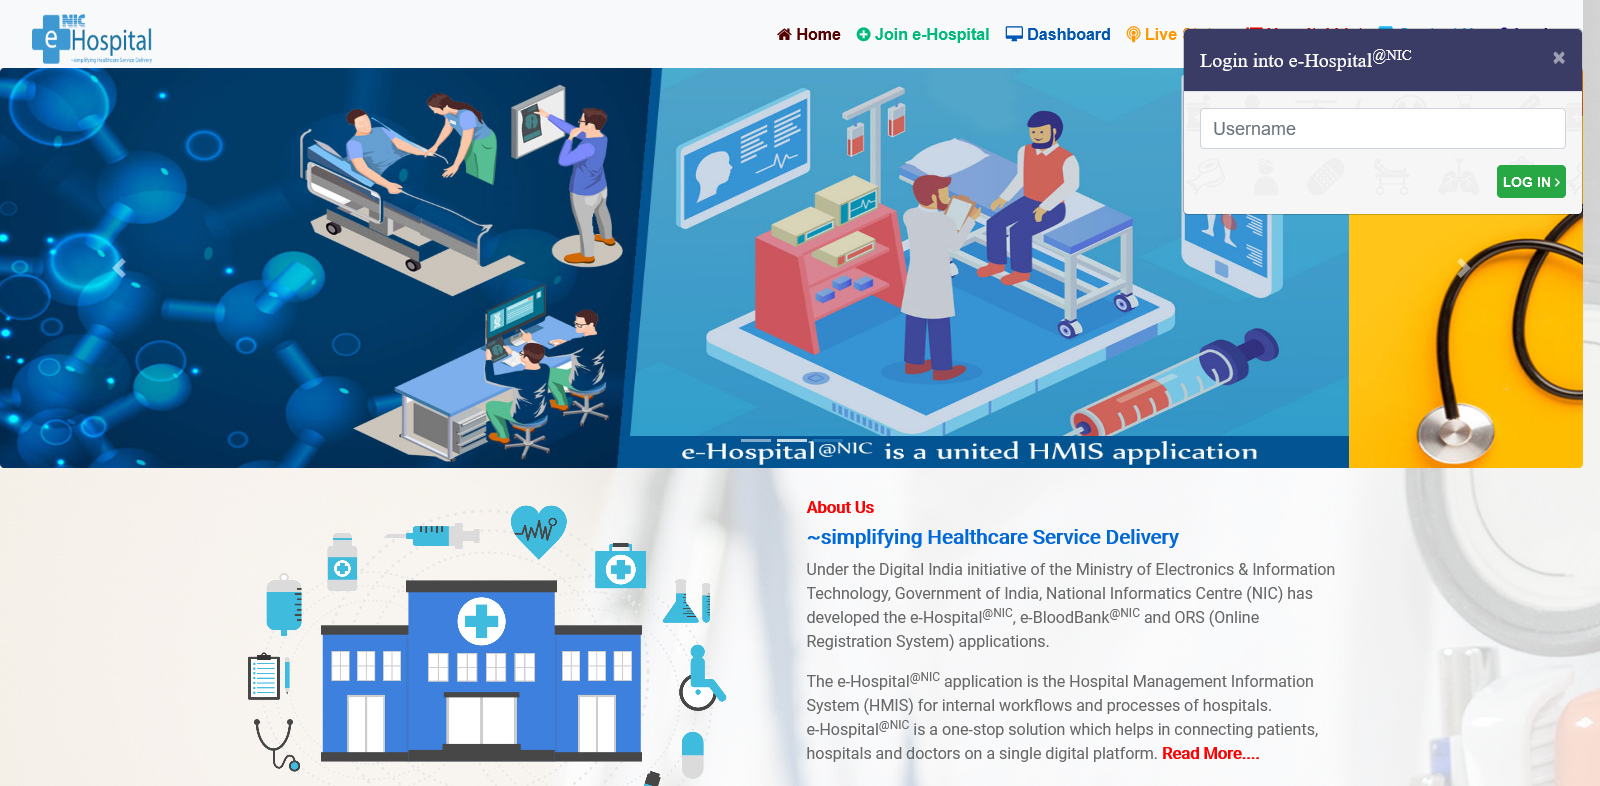 NIC
e Hospital
~simplifying Healthcare Service Delivery
Home Join e-Hospital Dashboard Live
Login into e-Hospital@NIC
×
Username
LOG IN >
e-Hospital@NIC is a united HMIS application
About Us
~simplifying Healthcare Service Delivery
Under the Digital India initiative of the Ministry of Electronics & Information
Technology, Government of India, National Informatics Centre (NIC) has
developed the e-Hospital@NIC, e-BloodBank@NIC and ORS (Online
Registration System) applications.
The e-Hospital@NIC application is the Hospital Management Information
System (HMIS) for internal workflows and processes of hospitals.
e-Hospital@NIC is a one-stop solution which helps in connecting patients,
hospitals and doctors on a single digital platform. Read More....